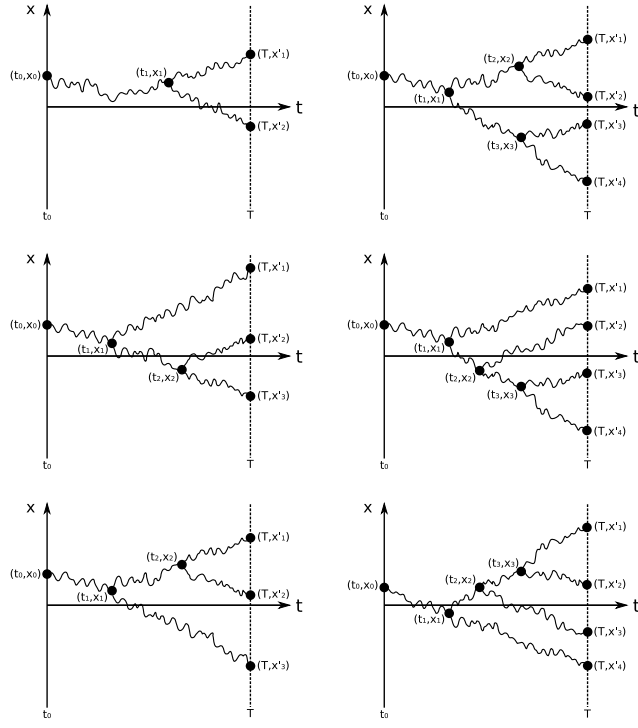 x
(t₀,x₀)
(t₁,x₁)
(T,x'₁)
(T,x'₂)
t
t₀
T
x
(t₀,x₀)
(t₁,x₁)
(t₂,x₂)
(t₃,x₃)
(T,x'₁)
(T,x'₂)
(T,x'₃)
(T,x'₄)
t
t₀
T
x
(t₀,x₀)
(t₁,x₁)
(t₂,x₂)
(T,x'₁)
(T,x'₂)
(T,x'₃)
t
t₀
T
x
(t₀,x₀)
(t₁,x₁)
(t₂,x₂)
(t₃,x₃)
(T,x'₁)
(T,x'₂)
(T,x'₃)
(T,x'₄)
t
t₀
T
x
(t₀,x₀)
(t₁,x₁)
(t₂,x₂)
(T,x'₁)
(T,x'₂)
(T,x'₃)
t
t₀
T
x
(t₀,x₀)
(t₁,x₁)
(t₂,x₂)
(t₃,x₃)
(T,x'₁)
(T,x'₂)
(T,x'₃)
(T,x'₄)
t
t₀
T